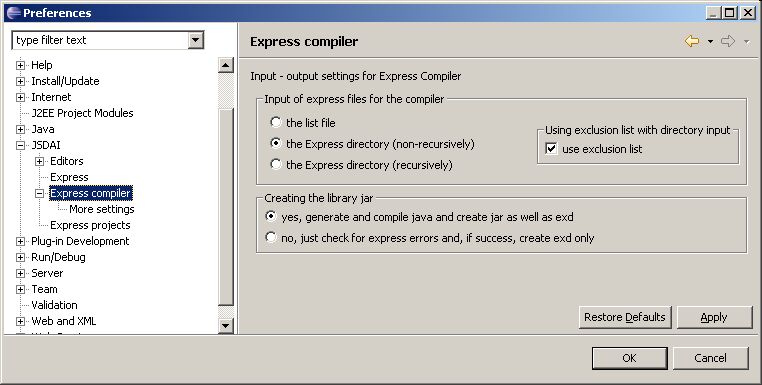 Preferences
type filter text
Help
Install/Update
Internet
J2EE Project Modules
Java
JSDAI
Editors
Express
Express compiler
More settings
Express projects
Plug-in Development
Run/Debug
Server
Team
Validation
Web and XML
Express compiler
Input - output settings for Express Compiler
Input of express files for the compiler
the list file
the Express directory (non-recursively)
the Express directory (recursively)
Using exclusion list with directory input
use exclusion list
Creating the library jar
yes, generate and compile java and create jar as well as exd
no, just check for express errors and, if success, create exd only
Restore Defaults
Apply
OK
Cancel